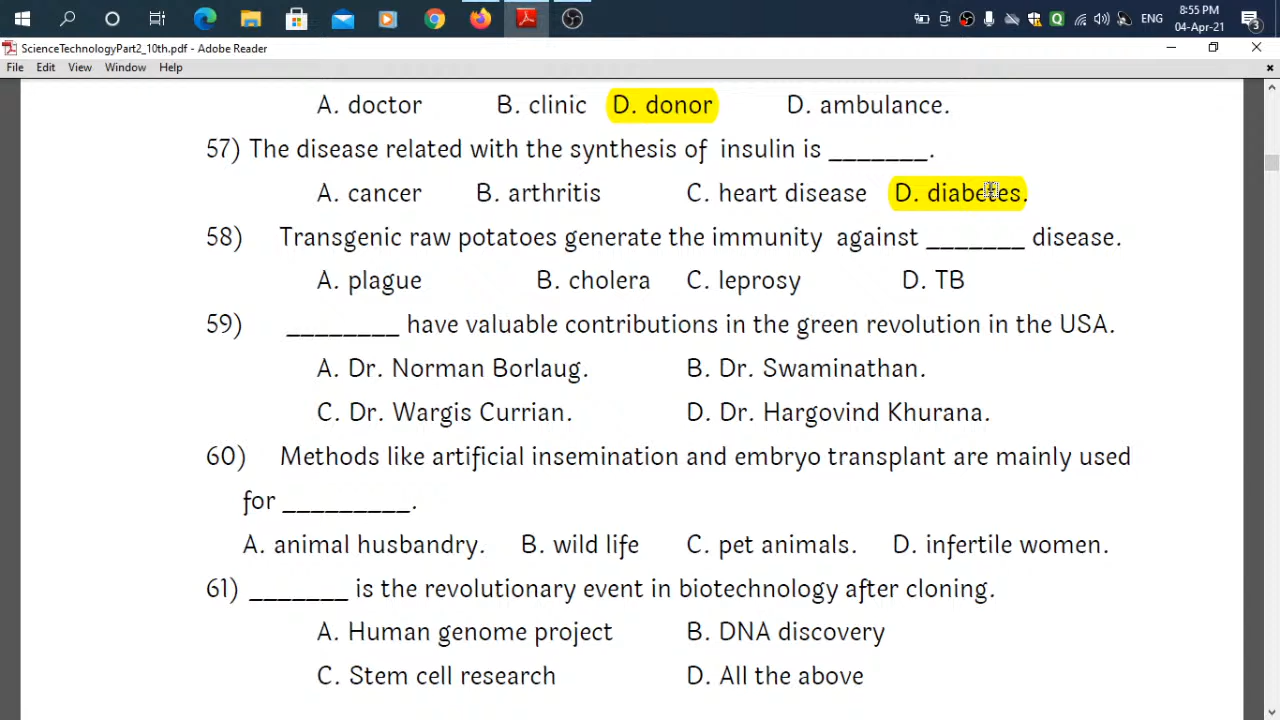 8:55 PM
ENG
04-Apr-21
3
ScienceTechnologyPart2_10th.pdf - Adobe Reader
File Edit View Window Help
A. doctor B. clinic D. donor D. ambulance.
57) The disease related with the synthesis of insulin is _______.
A. cancer B. arthritis C. heart disease D. diabetes.
58) Transgenic raw potatoes generate the immunity against _______ disease.
A. plague B. cholera C. leprosy D. TB
59) ________ have valuable contributions in the green revolution in the USA.
A. Dr. Norman Borlaug. B. Dr. Swaminathan.
C. Dr. Wargis Currian. D. Dr. Hargovind Khurana.
60) Methods like artificial insemination and embryo transplant are mainly used
for _________.
A. animal husbandry. B. wild life C. pet animals. D. infertile women.
61) _______ is the revolutionary event in biotechnology after cloning.
A. Human genome project B. DNA discovery
C. Stem cell research D. All the above